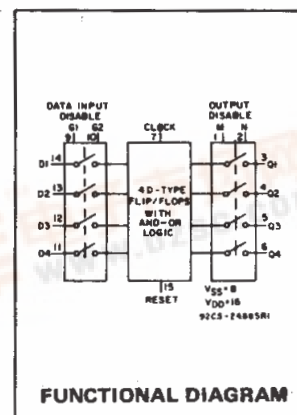 DATA INPUT
DISABLE
G1 G2
9 10
CLOCK
7
OUTPUT
DISABLE
M N
1 2
D1 14
D2 13
D3 12
D4 11
4 D-TYPE
FLIP/FLOPS
WITH
AND-OR
LOGIC
3 Q1
4 Q2
5 Q3
6 Q4
15
RESET
VSS=8
VDD=16
92CS-24885R1
FUNCTIONAL DIAGRAM